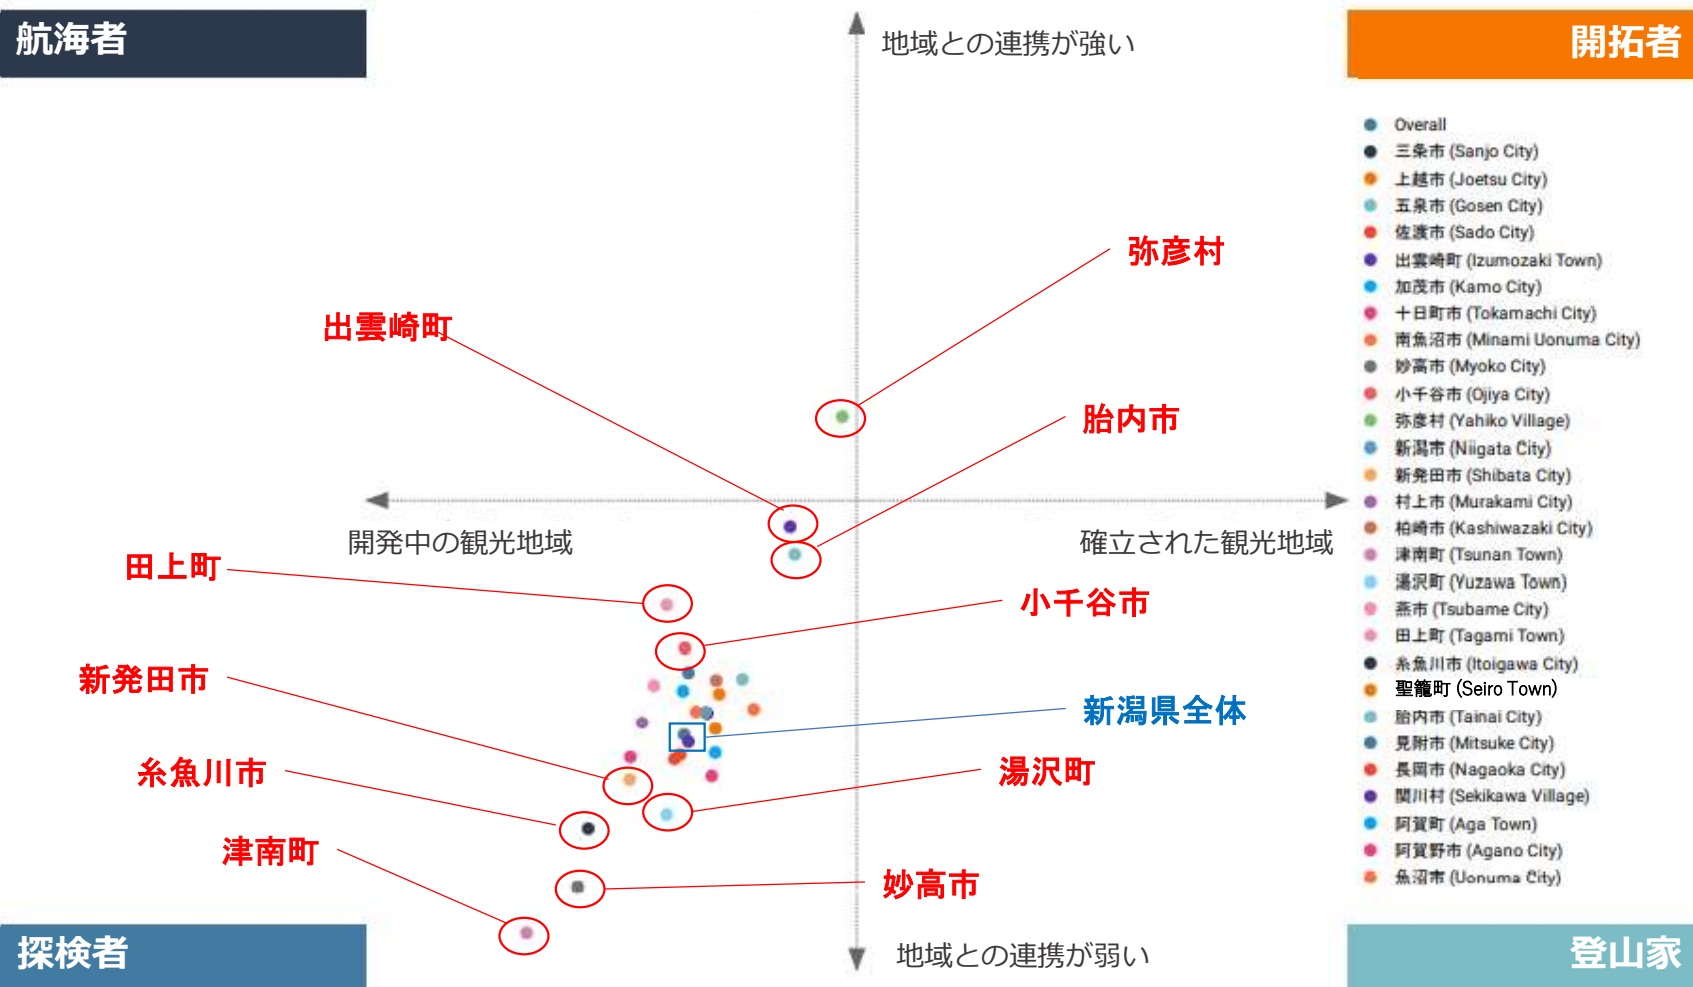 航海者
地域との連携が強い
開拓者
Overall
三条市 (Sanjo City)
上越市 (Joetsu City)
五泉市 (Gosen City)
佐渡市 (Sado City)
出雲崎町 (Izumozaki Town)
加茂市 (Kamo City)
十日町市 (Tokamachi City)
南魚沼市 (Minami Uonuma City)
妙高市 (Myoko City)
小千谷市 (Ojiya City)
弥彦村 (Yahiko Village)
新潟市 (Niigata City)
新発田市 (Shibata City)
村上市 (Murakami City)
柏崎市 (Kashiwazaki City)
津南町 (Tsunan Town)
湯沢町 (Yuzawa Town)
燕市 (Tsubame City)
田上町 (Tagami Town)
糸魚川市 (Itoigawa City)
聖籠町 (Seiro Town)
胎内市 (Tainai City)
見附市 (Mitsuke City)
長岡市 (Nagaoka City)
関川村 (Sekikawa Village)
阿賀町 (Aga Town)
阿賀野市 (Agano City)
魚沼市 (Uonuma City)
弥彦村
出雲崎町
胎内市
開発中の観光地域
確立された観光地域
田上町
小千谷市
新発田市
新潟県全体
糸魚川市
湯沢町
津南町
妙高市
探検者
地域との連携が弱い
登山家